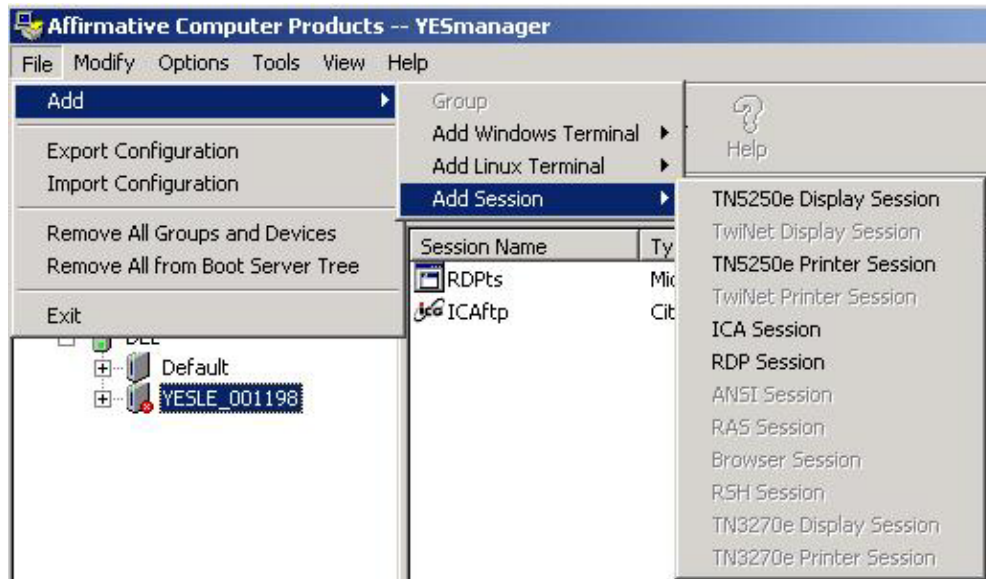 Affirmative Computer Products -- YESmanager
File Modify Options Tools View Help
Add
Export Configuration
Import Configuration
Remove All Groups and Devices
Remove All from Boot Server Tree
Exit
Group
Add Windows Terminal
Add Linux Terminal
Add Session
Help
TN5250e Display Session
TwiNet Display Session
TN5250e Printer Session
TwiNet Printer Session
ICA Session
RDP Session
ANSI Session
RAS Session
Browser Session
RSH Session
TN3270e Display Session
TN3270e Printer Session
Session Name Ty
RDPts Mic
ICAftp Cit
Default
YESLE_001198